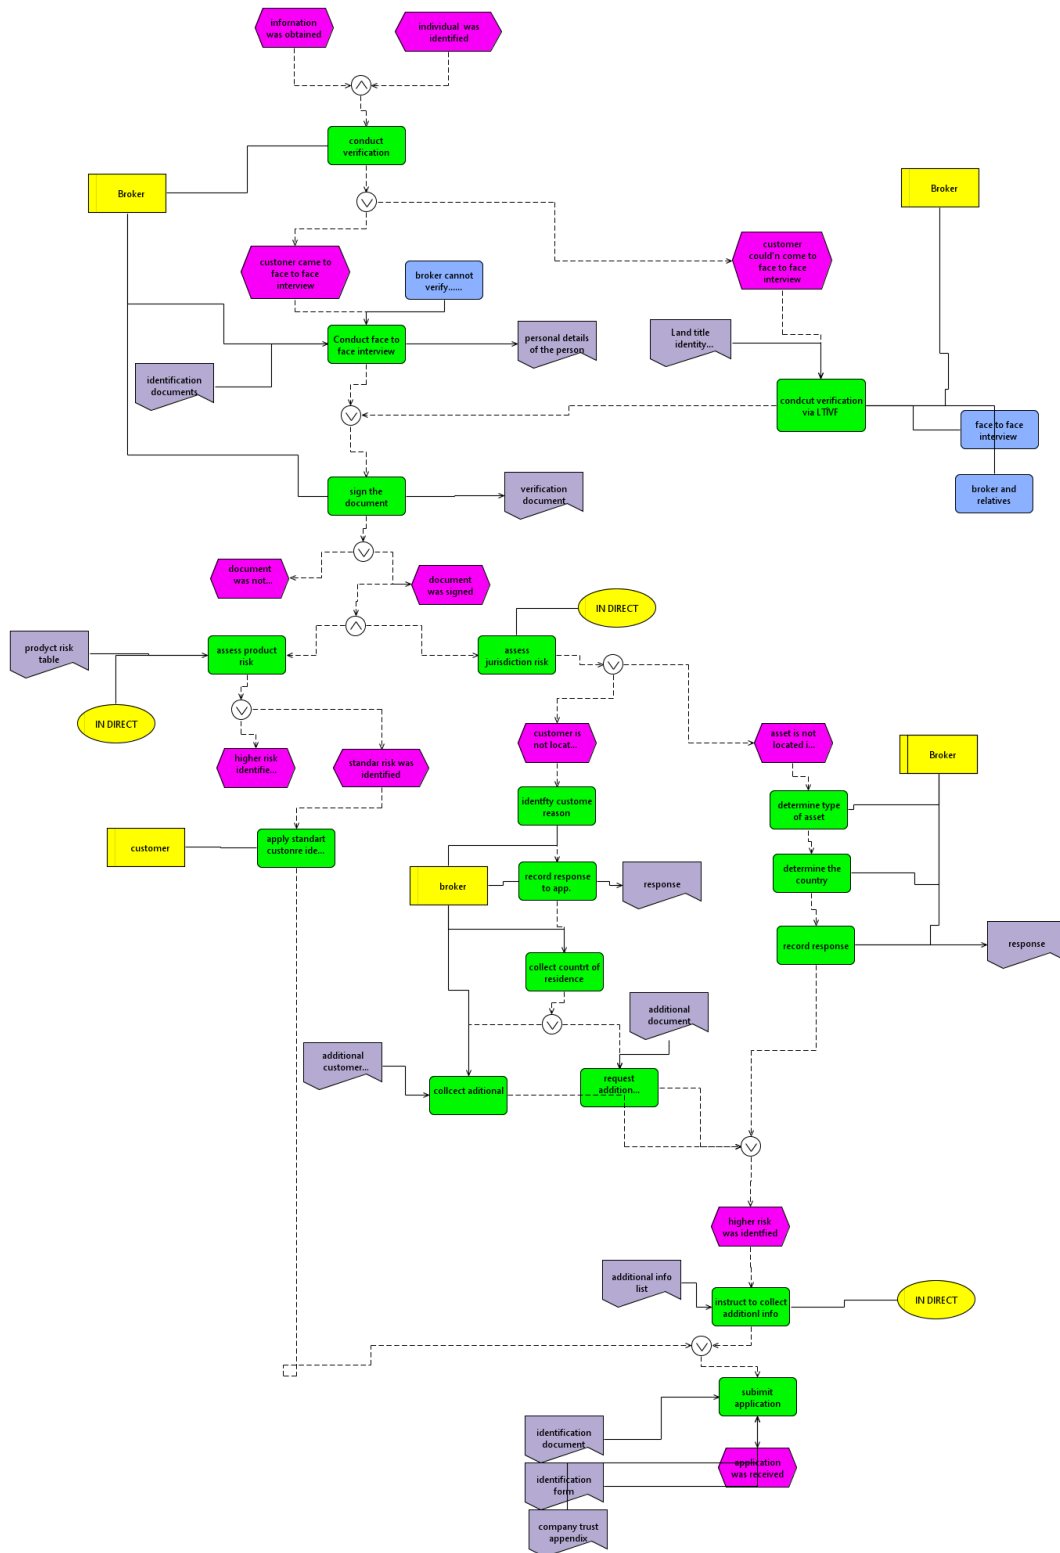 infornation
was obtained
individual was
identified
conduct
verification
Broker
Broker
custoner came to
face to face
interview
broker cannot
verify......
customer
could'n come to
face to face
interview
Conduct face to
face interview
personal details
of the person
Land title
identity...
identification
documents
condcut verification
via LTIVF
face to face
interview
broker and
relatives
sign the
document
verification
document
document
was not...
document
was signed
IN DIRECT
prodyct risk
table
assess product
risk
assess
jurisdiction risk
IN DIRECT
higher risk
identifie...
standar risk was
identified
customer is
not locat...
asset is not
located i...
Broker
identfty custome
reason
determine type
of asset
customer
apply standart
custonre ide...
determine the
country
broker
record response
to app.
response
record response
response
collect countrt of
residence
additional
document
additional
customer...
collcect aditional
request
addition...
higher risk
was identfied
additional info
list
instruct to collect
additionl info
IN DIRECT
subimit
application
identification
document
application
was received
identification
form
company trust
appendix